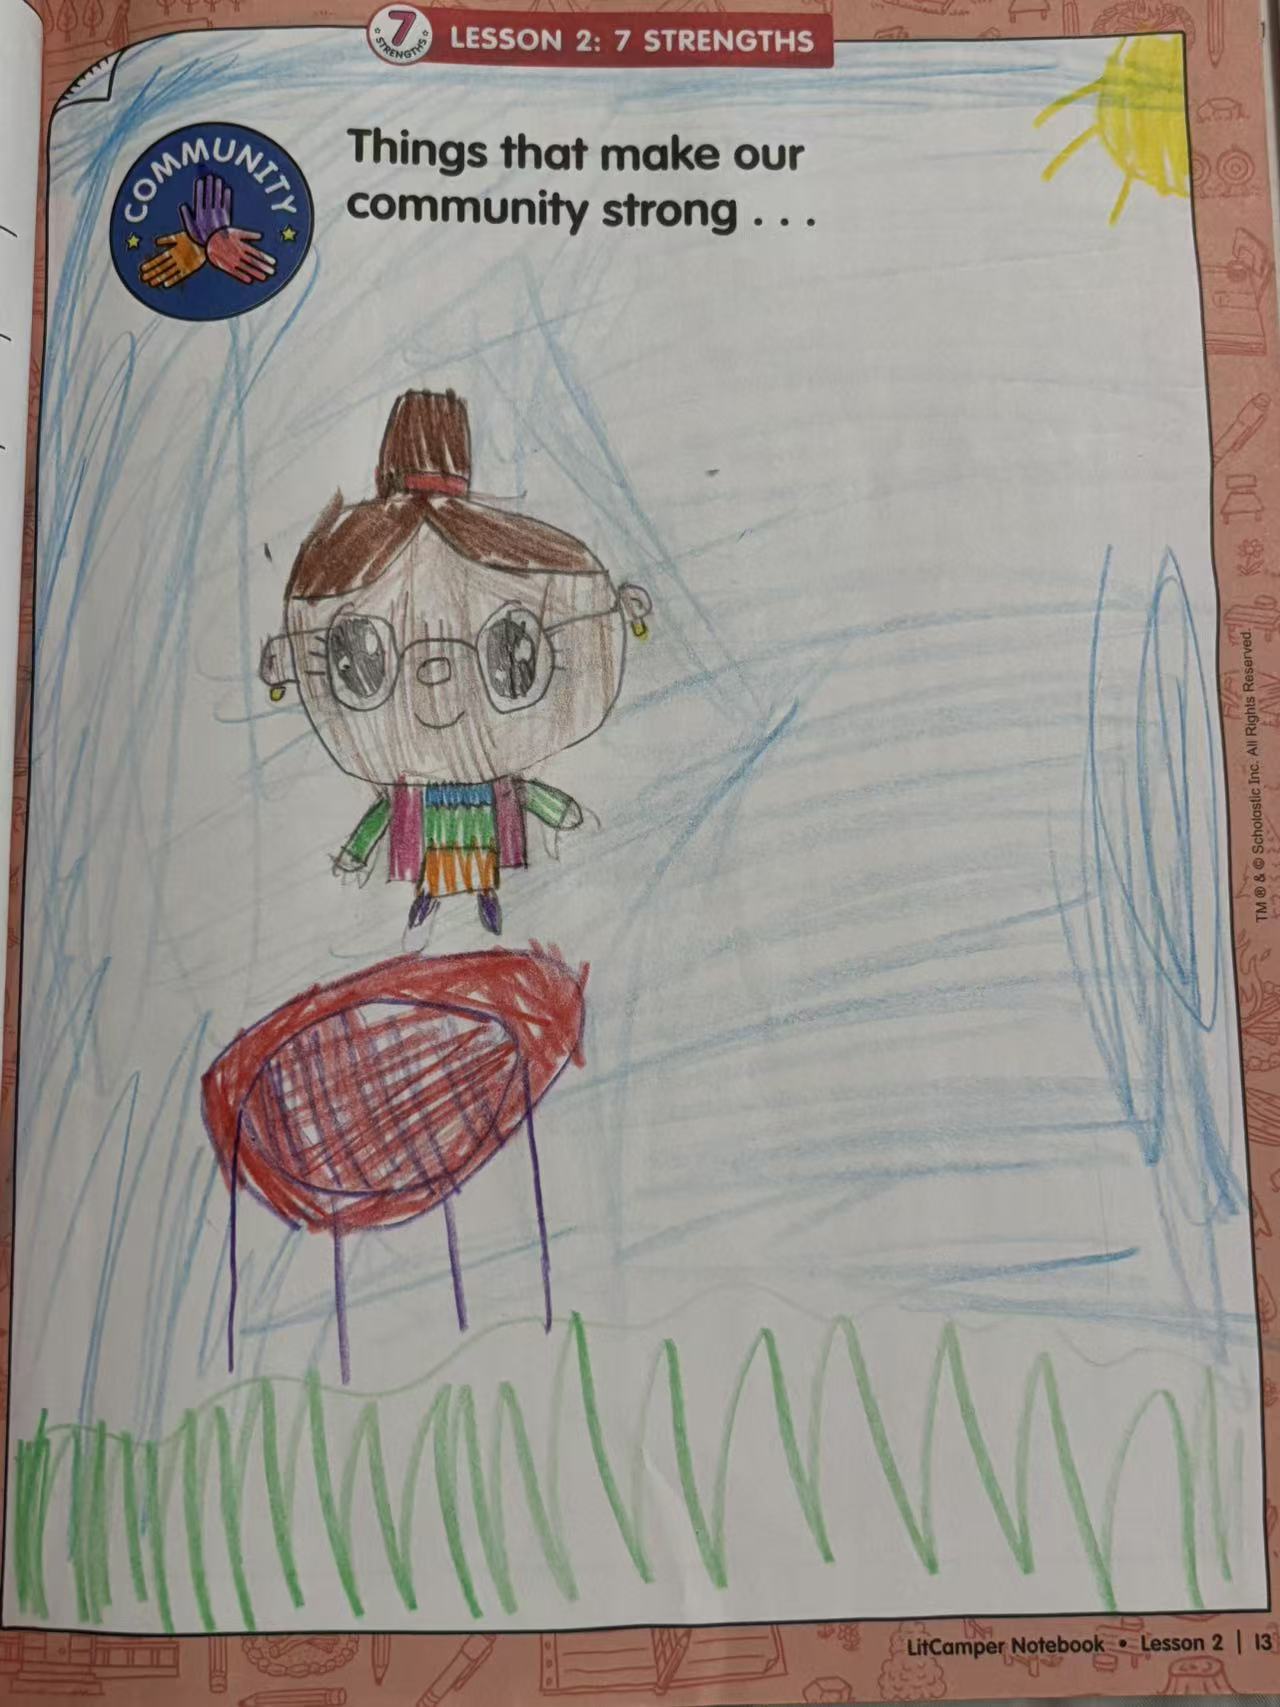 7
STRENGTHS
LESSON 2: 7 STRENGTHS
COMMUNITY
Things that make our
community strong . . .
TM ® & © Scholastic Inc. All Rights Reserved.
LitCamper Notebook • Lesson 2 | 13